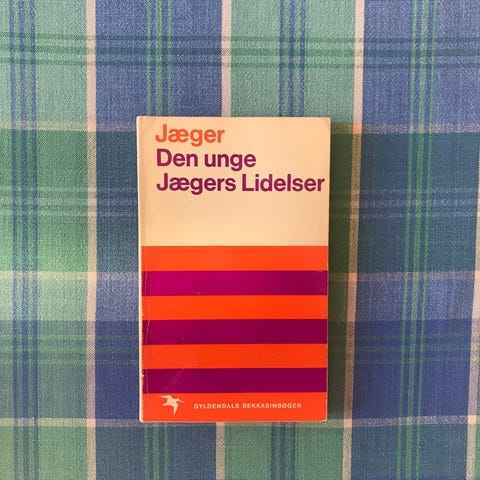 Jæger
Den unge
Jægers Lidelser
GYLDENDALS BEKKASINBØGER